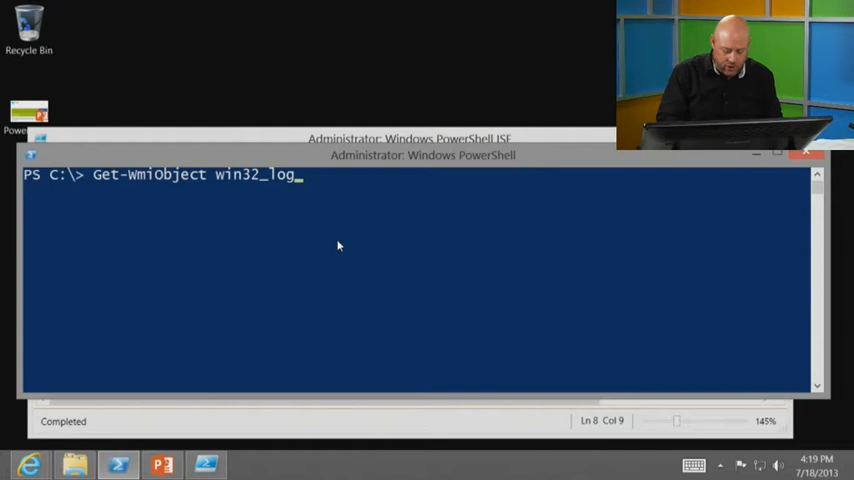 Recycle Bin
Power
Administrator: Windows PowerShell ISE
Administrator: Windows PowerShell
PS C:\> Get-WmiObject win32_log_
Completed
Ln 8 Col 9
145%
4:19 PM
7/18/2013